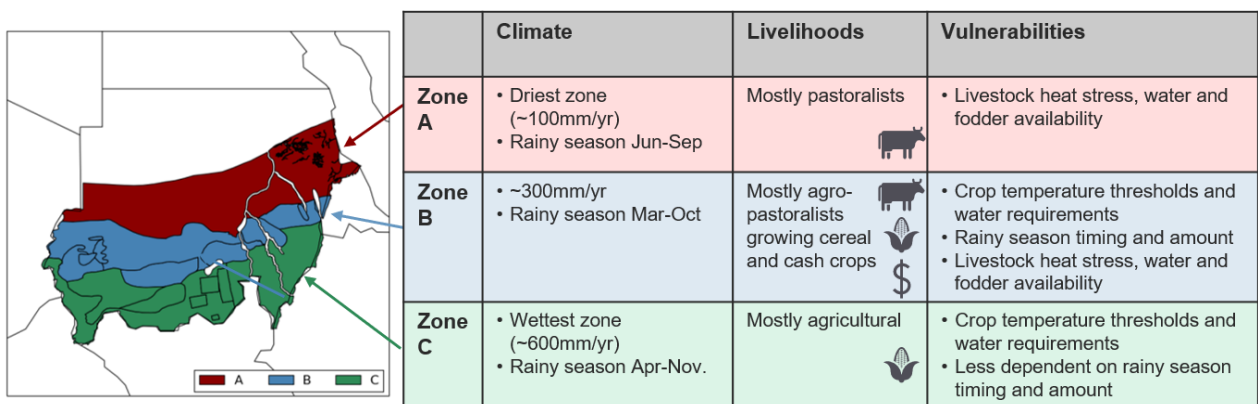 Climate
Livelihoods
Vulnerabilities
Zone
A
• Driest zone
(~100mm/yr)
• Rainy season Jun-Sep
Mostly pastoralists
• Livestock heat stress, water and
fodder availability
Zone
B
• ~300mm/yr
• Rainy season Mar-Oct
Mostly agro-
pastoralists
growing cereal
and cash crops
$
• Crop temperature thresholds and
water requirements
• Rainy season timing and amount
• Livestock heat stress, water and
fodder availability
Zone
C
• Wettest zone
(~600mm/yr)
• Rainy season Apr-Nov.
Mostly agricultural
• Crop temperature thresholds and
water requirements
• Less dependent on rainy season
timing and amount
A B C